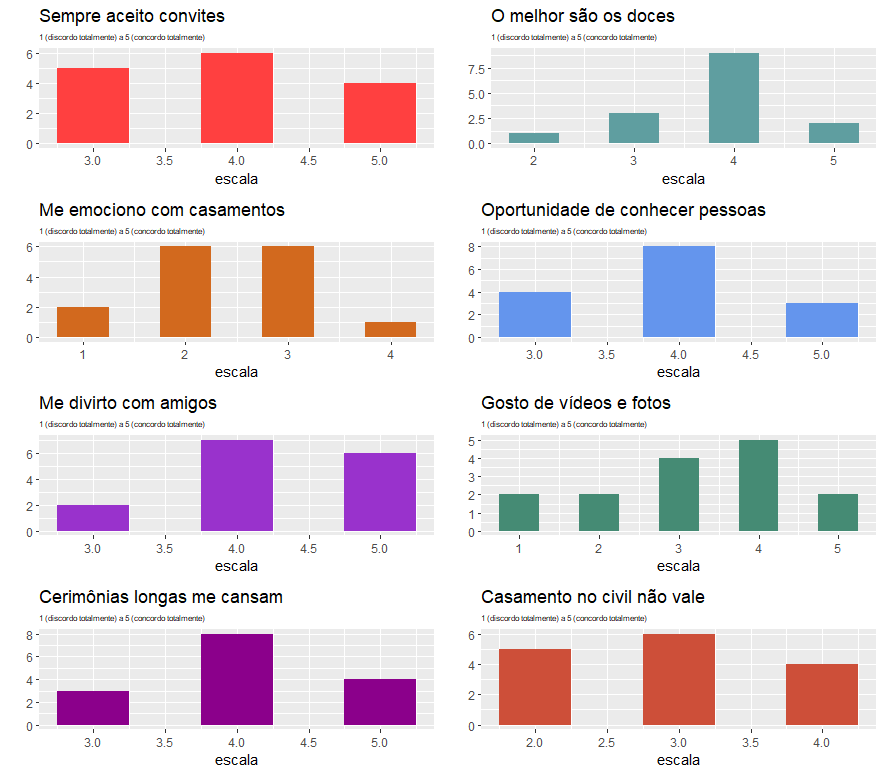 Sempre aceito convites
1 (discordo totalmente) a 5 (concordo totalmente)
6
4
2
0
3.0 3.5 4.0 4.5 5.0
escala
O melhor são os doces
1 (discordo totalmente) a 5 (concordo totalmente)
7.5
5.0
2.5
0.0
2 3 4 5
escala
Me emociono com casamentos
1 (discordo totalmente) a 5 (concordo totalmente)
6
4
2
0
1 2 3 4
escala
Oportunidade de conhecer pessoas
1 (discordo totalmente) a 5 (concordo totalmente)
8
6
4
2
0
3.0 3.5 4.0 4.5 5.0
escala
Me divirto com amigos
1 (discordo totalmente) a 5 (concordo totalmente)
6
4
2
0
3.0 3.5 4.0 4.5 5.0
escala
Gosto de vídeos e fotos
1 (discordo totalmente) a 5 (concordo totalmente)
5
4
3
2
1
0
1 2 3 4 5
escala
Cerimônias longas me cansam
1 (discordo totalmente) a 5 (concordo totalmente)
8
6
4
2
0
3.0 3.5 4.0 4.5 5.0
escala
Casamento no civil não vale
1 (discordo totalmente) a 5 (concordo totalmente)
6
4
2
0
2.0 2.5 3.0 3.5 4.0
escala